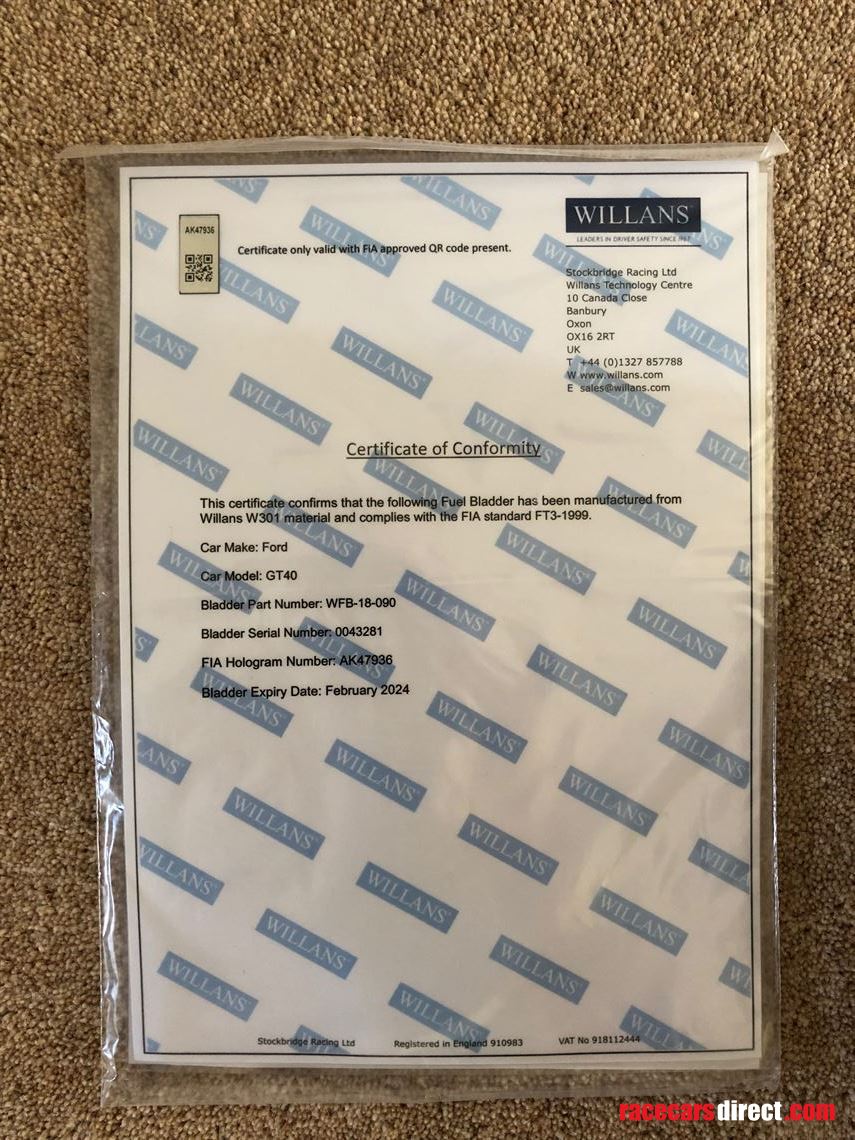 AK47936
Certificate only valid with FIA approved QR code present.
WILLANS
LEADERS IN DRIVER SAFETY SINCE 1967
Stockbridge Racing Ltd
Willans Technology Centre
10 Canada Close
Banbury
Oxon
OX16 2RT
UK
T +44 (0)1327 857788
W www.willans.com
E sales@willans.com
Certificate of Conformity
This certificate confirms that the following Fuel Bladder has been manufactured from
Willans W301 material and complies with the FIA standard FT3-1999.
Car Make: Ford
Car Model: GT40
Bladder Part Number: WFB-18-090
Bladder Serial Number: 0043281
FIA Hologram Number: AK47936
Bladder Expiry Date: February 2024
Stockbridge Racing Ltd Registered in England 910983 VAT No 918112444
racecarsdirect.com